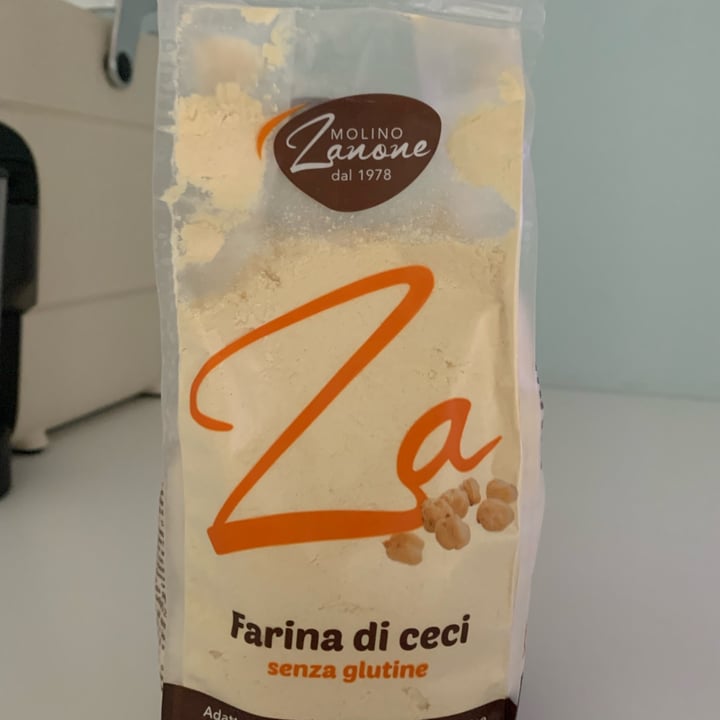 MOLINO
Zanone
dal 1978
Za
Farina di ceci
senza glutine